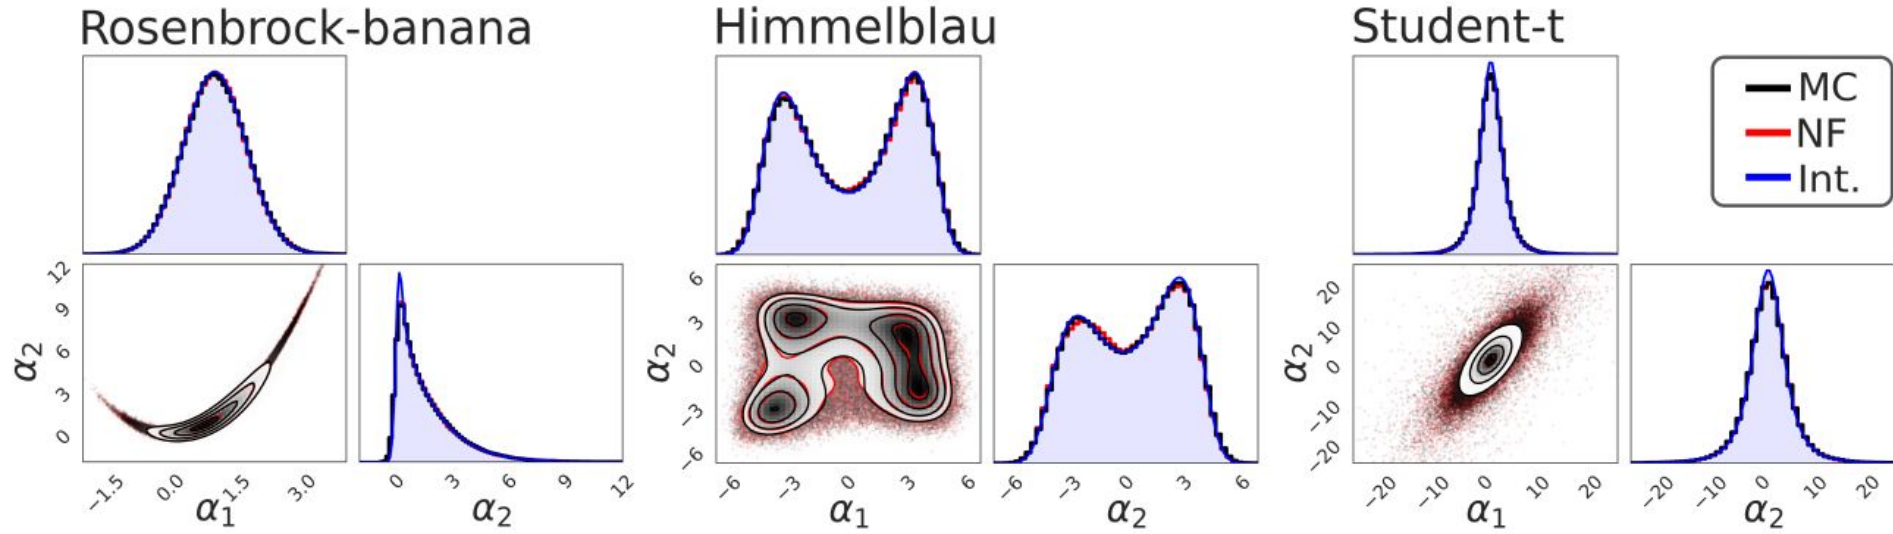 Rosenbrock-banana
Himmelblau
Student-t
MC
NF
Int.
12
9
6
3
0
α₂
−1.5
0.0
1.5
3.0
α₁
0
3
6
9
12
α₂
6
3
0
−3
−6
α₂
−6
−3
0
3
6
α₁
−6
−3
0
3
6
α₂
20
10
0
−10
−20
α₂
−20
−10
0
10
20
α₁
−20
−10
0
10
20
α₂